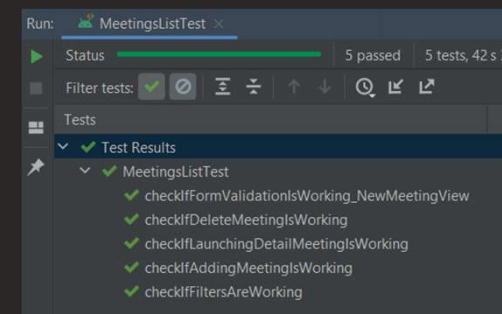 Run: MeetingsListTest
Status 5 passed 5 tests, 42 s
Filter tests:
Tests
Test Results
MeetingsListTest
checkIfFormValidationIsWorking_NewMeetingView
checkIfDeleteMeetingIsWorking
checkIfLaunchingDetailMeetingIsWorking
checkIfAddingMeetingIsWorking
checkIfFiltersAreWorking